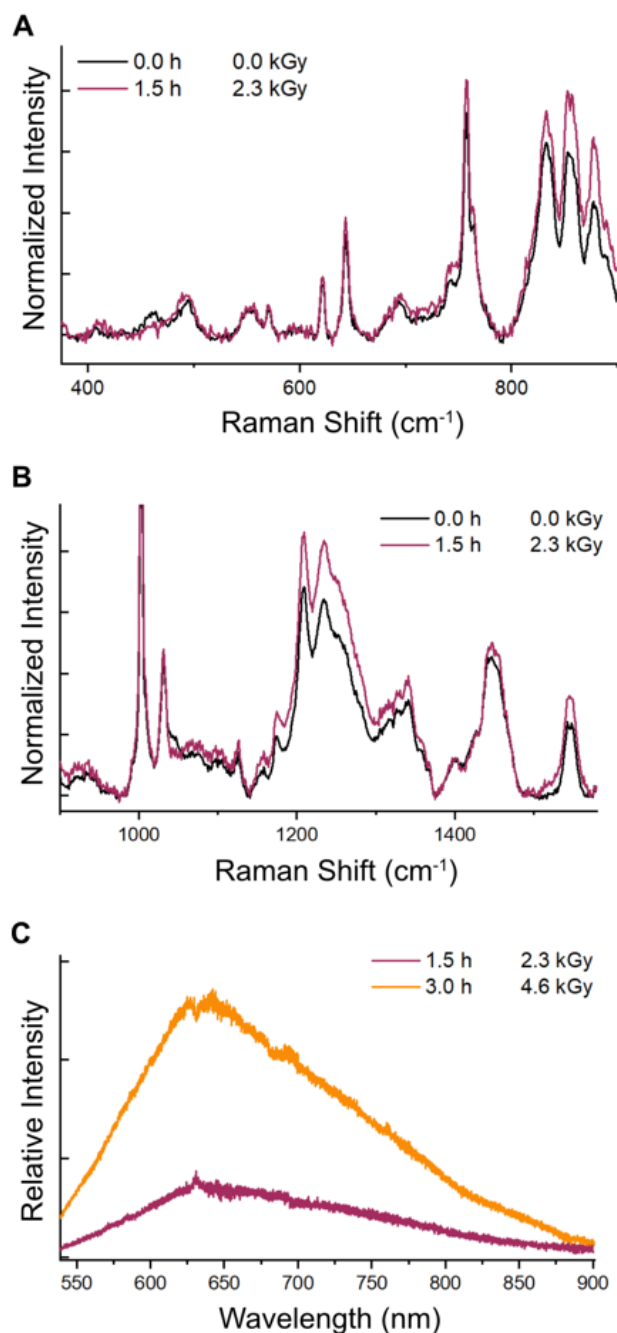 A
0.0 h 0.0 kGy
1.5 h 2.3 kGy
Normalized Intensity
400 600 800
Raman Shift (cm-1)
B
0.0 h 0.0 kGy
1.5 h 2.3 kGy
Normalized Intensity
1000 1200 1400
Raman Shift (cm-1)
C
1.5 h 2.3 kGy
3.0 h 4.6 kGy
Relative Intensity
550 600 650 700 750 800 850 900
Wavelength (nm)